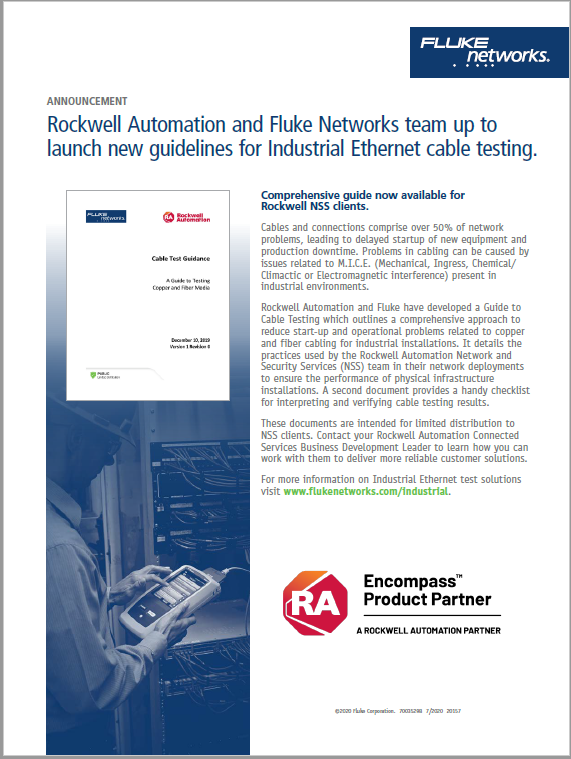 FLUKE
networks.
ANNOUNCEMENT
Rockwell Automation and Fluke Networks team up to
launch new guidelines for Industrial Ethernet cable testing.
FLUKE
networks.
RA
Rockwell
Automation
Cable Test Guidance
A Guide to Testing
Copper and Fiber Media
December 10, 2019
Version 1 Revision 0
PUBLIC
Comprehensive guide now available for
Rockwell NSS clients.
Cables and connections comprise over 50% of network
problems, leading to delayed startup of new equipment and
production downtime. Problems in cabling can be caused by
issues related to M.I.C.E. (Mechanical, Ingress, Chemical/
Climactic or Electromagnetic interference) present in
industrial environments.
Rockwell Automation and Fluke have developed a Guide to
Cable Testing which outlines a comprehensive approach to
reduce start-up and operational problems related to copper
and fiber cabling for industrial installations. It details the
practices used by the Rockwell Automation Network and
Security Services (NSS) team in their network deployments
to ensure the performance of physical infrastructure
installations. A second document provides a handy checklist
for interpreting and verifying cable testing results.
These documents are intended for limited distribution to
NSS clients. Contact your Rockwell Automation Connected
Services Business Development Leader to learn how you can
work with them to deliver more reliable customer solutions.
For more information on Industrial Ethernet test solutions
visit www.flukenetworks.com/industrial.
RA
Encompass™
Product Partner
A ROCKWELL AUTOMATION PARTNER
©2020 Fluke Corporation. 7003529B 7/2020 20157